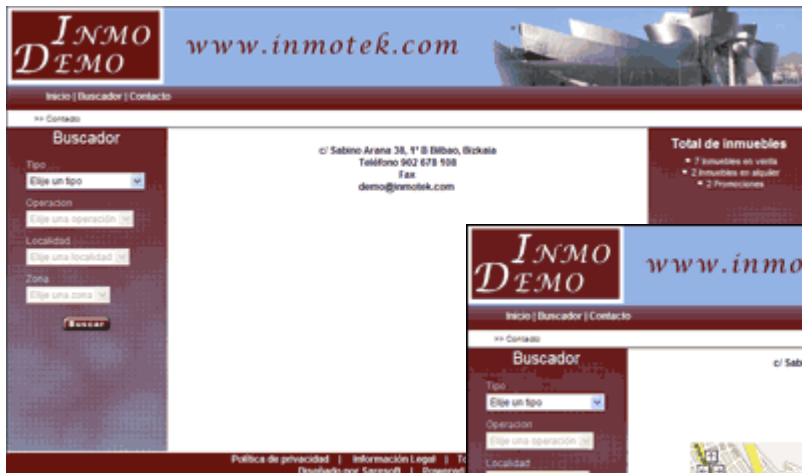 INMO
DEMO
www.inmotek.com
Inicio | Buscador | Contacto
>> Contacto
Buscador
Tipo
Elije un tipo
Operacion
Elije una operación
Localidad
Elije una localidad
Zona
Elije una zona
Buscar
c/ Sabino Arana 38, 1º B Bilbao, Bizkaia
Teléfono 902 678 108
Fax
demo@inmotek.com
Total de inmuebles
7 Inmuebles en venta
2 Inmuebles en alquiler
2 Promociones
Política de privacidad | Información Legal |
Diseñado por Saresoft | Powered
INMO
DEMO
www.inmo
Inicio | Buscador | Contacto
>> Contacto
Buscador
Tipo
Elije un tipo
Operacion
Elije una operación
Localidad
c/ Sab